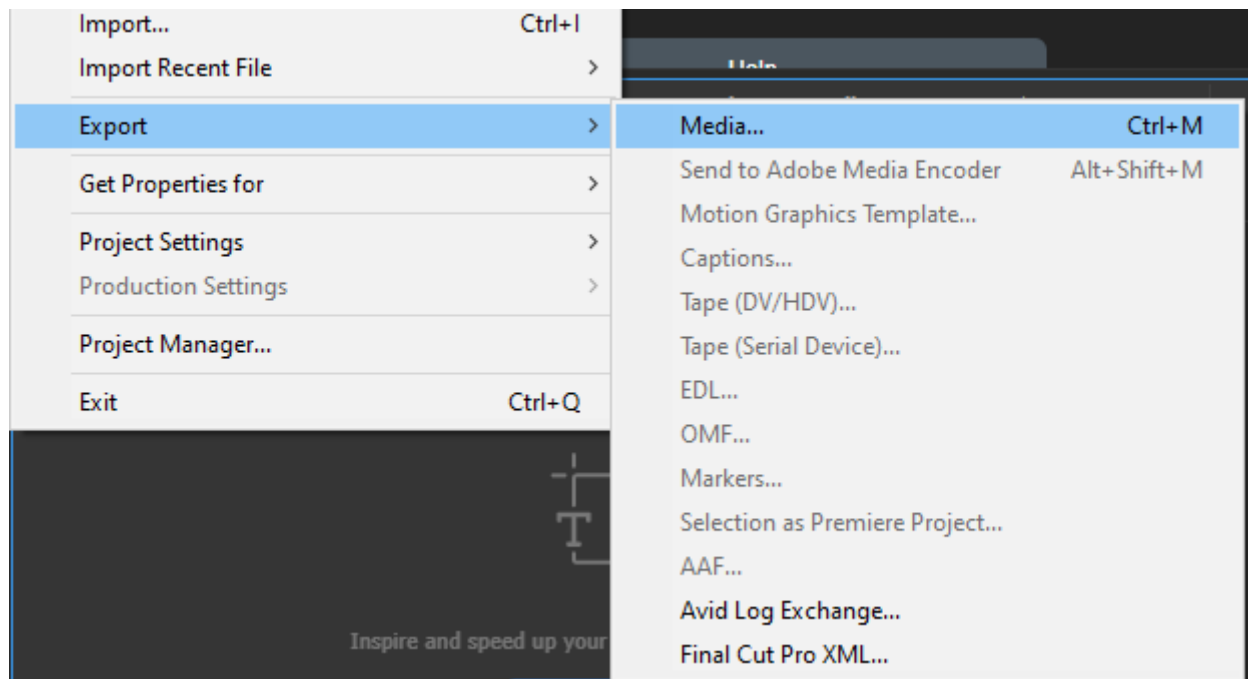 Import... Ctrl+I
Import Recent File
Export
Get Properties for
Project Settings
Production Settings
Project Manager...
Exit Ctrl+Q
Help
Media... Ctrl+M
Send to Adobe Media Encoder Alt+Shift+M
Motion Graphics Template...
Captions...
Tape (DV/HDV)...
Tape (Serial Device)...
EDL...
OMF...
Markers...
Selection as Premiere Project...
AAF...
Avid Log Exchange...
Final Cut Pro XML...
T
Inspire and speed up your